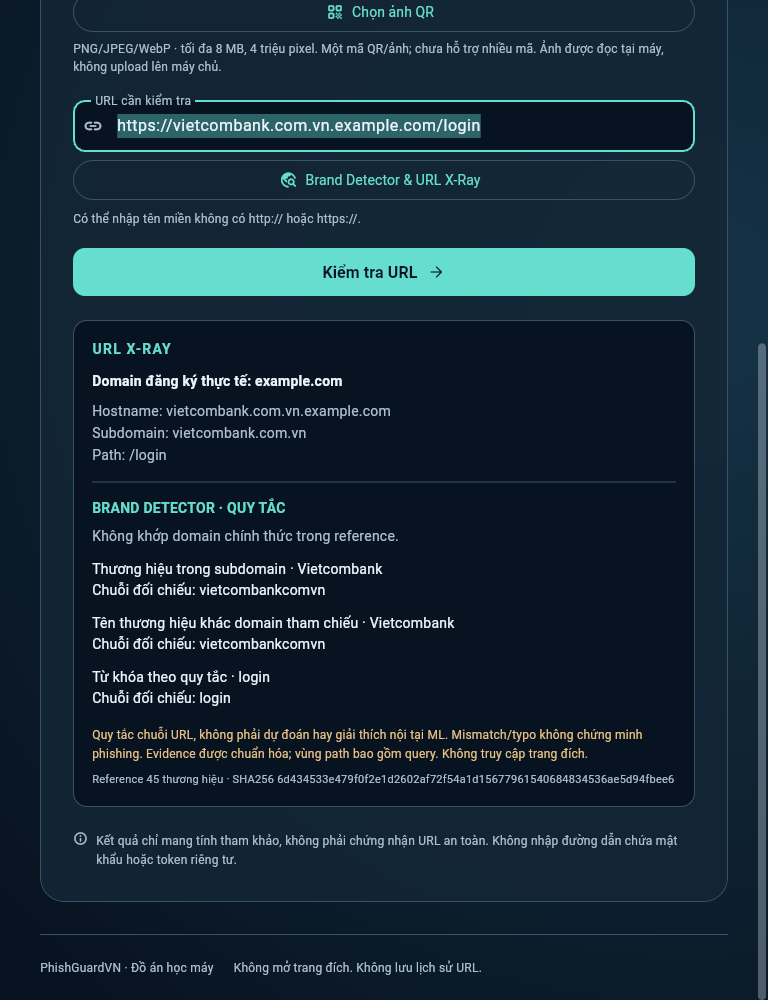 Chọn ảnh QR
PNG/JPEG/WebP · tối đa 8 MB, 4 triệu pixel. Một mã QR/ảnh; chưa hỗ trợ nhiều mã. Ảnh được đọc tại máy,
không upload lên máy chủ.
URL cần kiểm tra
https://vietcombank.com.vn.example.com/login
Brand Detector & URL X-Ray
Có thể nhập tên miền không có http:// hoặc https://.
Kiểm tra URL
URL X-RAY
Domain đăng ký thực tế: example.com
Hostname: vietcombank.com.vn.example.com
Subdomain: vietcombank.com.vn
Path: /login
BRAND DETECTOR · QUY TẮC
Không khớp domain chính thức trong reference.
Thương hiệu trong subdomain · Vietcombank
Chuỗi đối chiếu: vietcombankcomvn
Tên thương hiệu khác domain tham chiếu · Vietcombank
Chuỗi đối chiếu: vietcombankcomvn
Từ khóa theo quy tắc · login
Chuỗi đối chiếu: login
Quy tắc chuỗi URL, không phải dự đoán hay giải thích nội tại ML. Mismatch/typo không chứng minh
phishing. Evidence được chuẩn hóa; vùng path bao gồm query. Không truy cập trang đích.
Reference 45 thương hiệu · SHA256 6d434533e479f0f2e1d2602af72f54a1d15677961540684834536ae5d94fbee6
Kết quả chỉ mang tính tham khảo, không phải chứng nhận URL an toàn. Không nhập đường dẫn chứa mật
khẩu hoặc token riêng tư.
PhishGuardVN · Đồ án học máy
Không mở trang đích. Không lưu lịch sử URL.